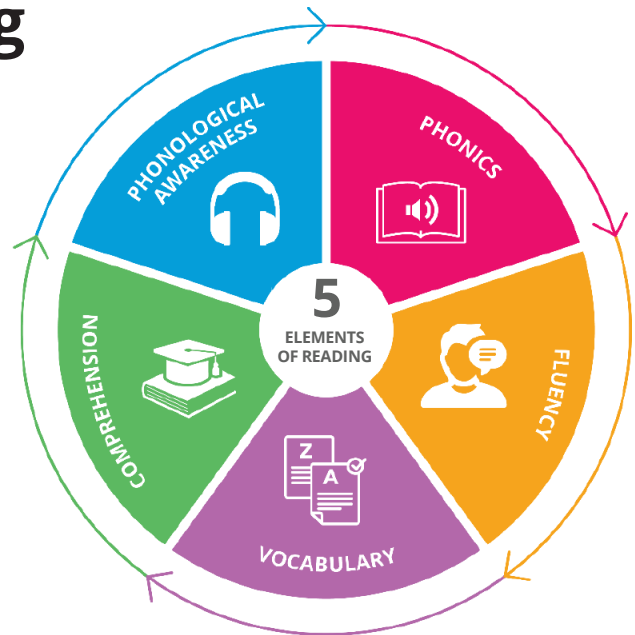 g
PHONOLOGICAL
AWARENESS
PHONICS
5
ELEMENTS
OF READING
FLUENCY
COMPREHENSION
Z
A
VOCABULARY